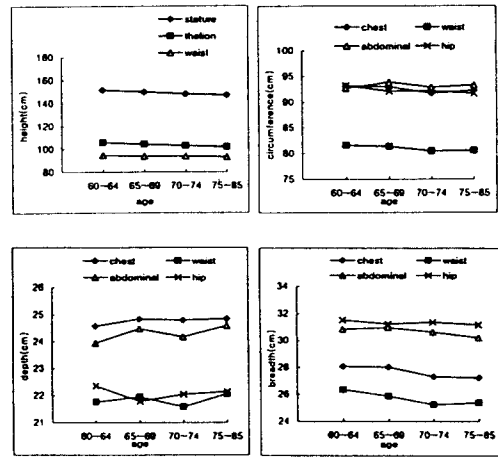 stature
thelion
waist
height(cm)
180
160
140
120
100
80
60~64 65~69 70~74 75~85
age
chest waist
abdominal hip
circumference(cm)
100
95
90
85
80
75
60~64 65~69 70~74 75~85
age
chest waist
abdominal hip
depth(cm)
26
25
24
23
22
21
60~64 65~69 70~74 75~85
age
chest waist
abdominal hip
breadth(cm)
34
32
30
28
26
24
60~64 65~69 70~74 75~85
age